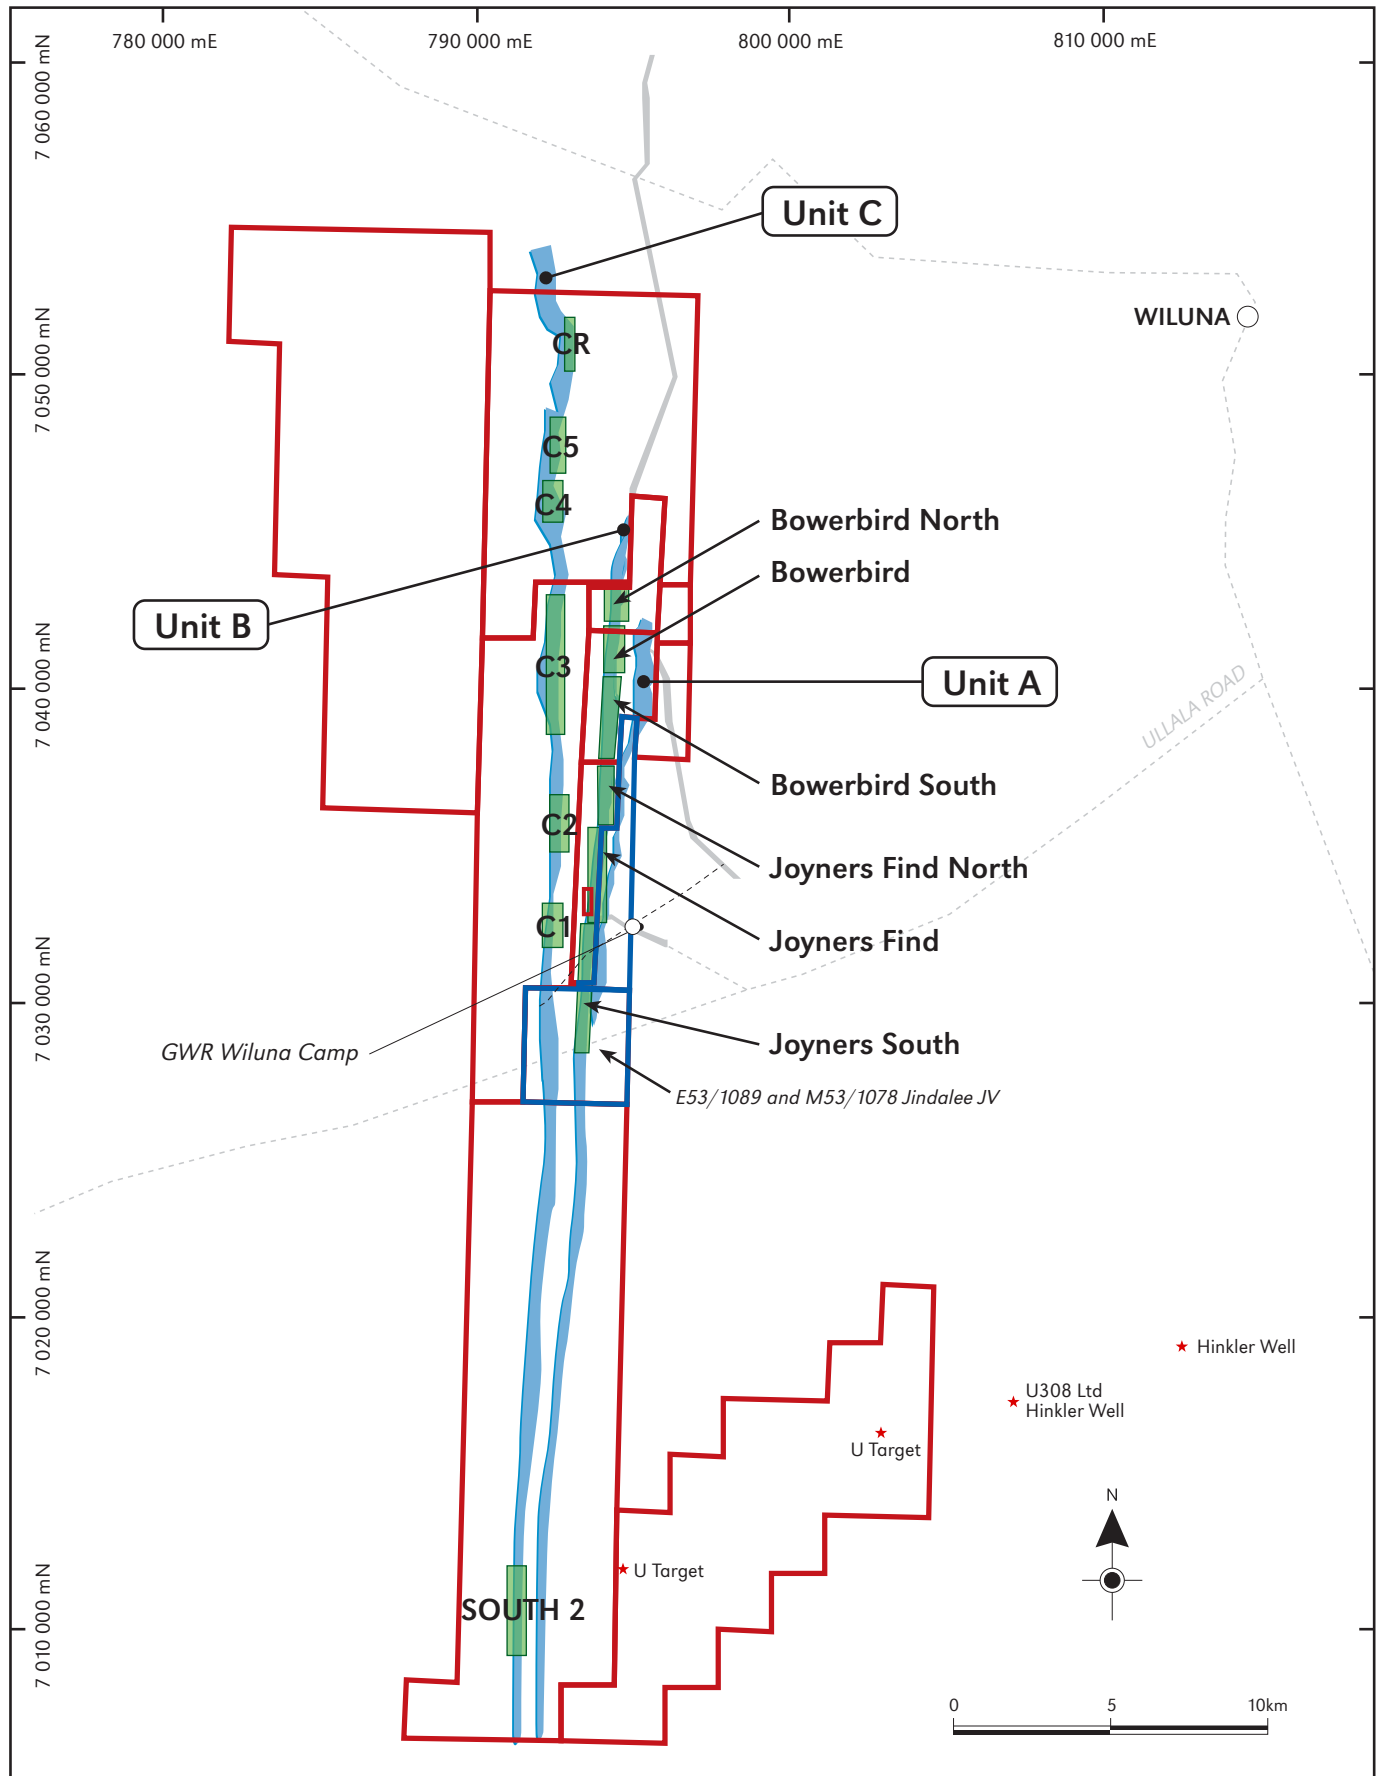 780 000 mE
790 000 mE
800 000 mE
810 000 mE
7 060 000 mN
7 050 000 mN
7 040 000 mN
7 030 000 mN
7 020 000 mN
7 010 000 mN
Unit C
WILUNA
CR
C5
C4
Bowerbird North
Bowerbird
Unit B
C3
Unit A
ULLALA ROAD
Bowerbird South
C2
Joyners Find North
C1
Joyners Find
GWR Wiluna Camp
Joyners South
E53/1089 and M53/1078 Jindalee JV
Hinkler Well
U308 Ltd
Hinkler Well
U Target
N
U Target
SOUTH 2
0
5
10km